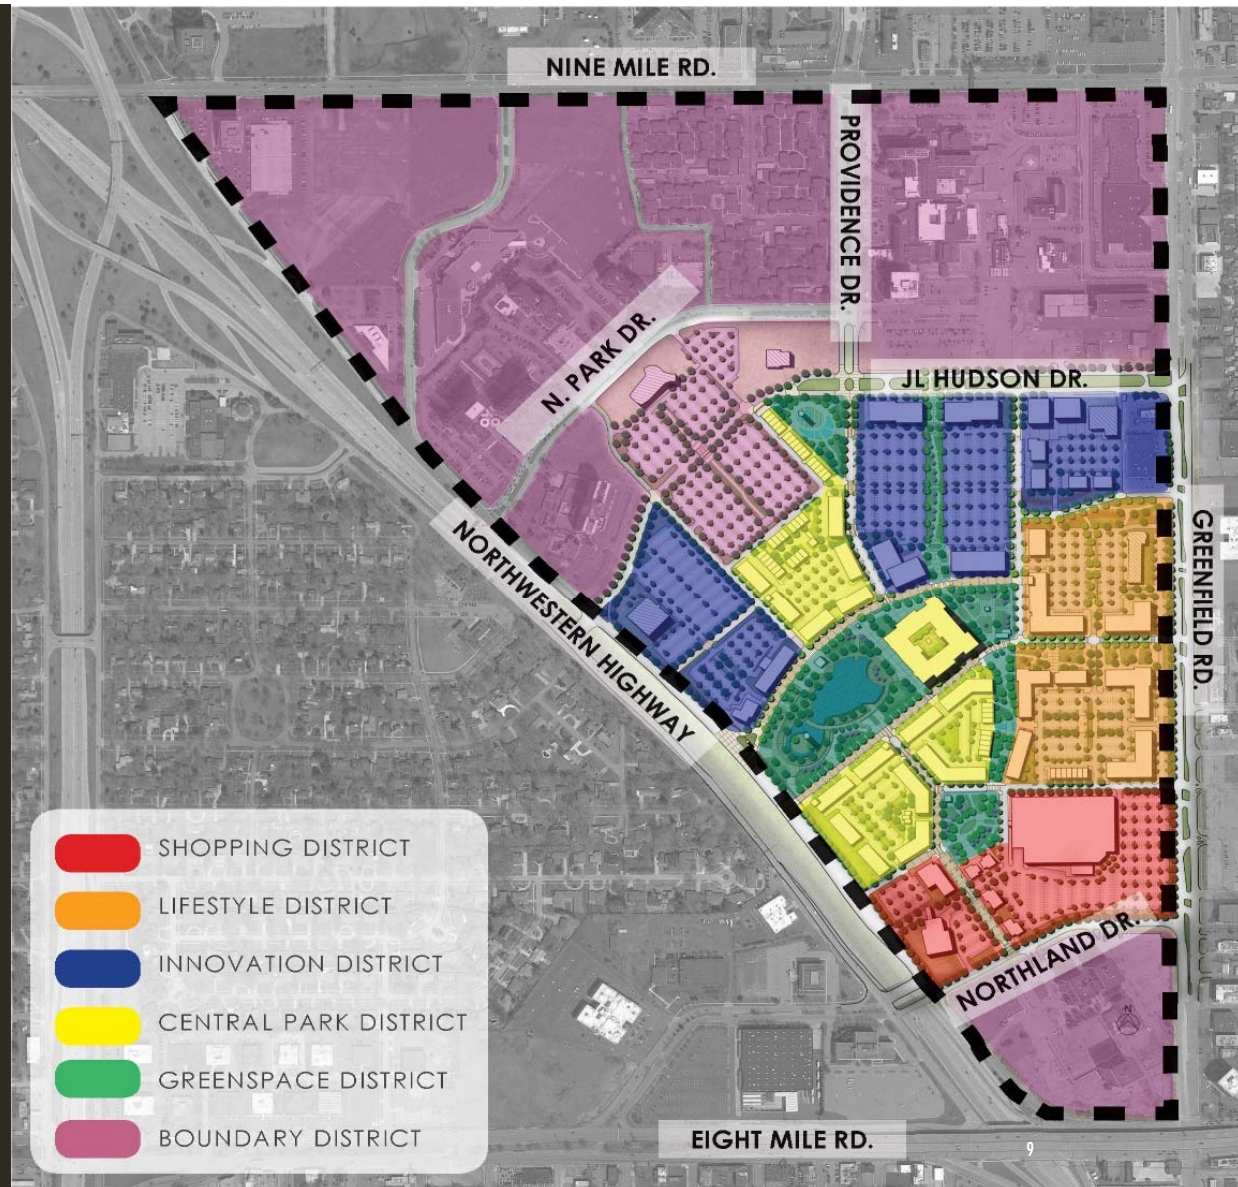 NINE MILE RD.
PROVIDENCE DR.
N. PARK DR.
JL HUDSON DR.
NORTHWESTERN HIGHWAY
GREENFIELD RD.
SHOPPING DISTRICT
LIFESTYLE DISTRICT
INNOVATION DISTRICT
CENTRAL PARK DISTRICT
GREENSPACE DISTRICT
BOUNDARY DISTRICT
NORTHLAND DR.
N
EIGHT MILE RD.
9